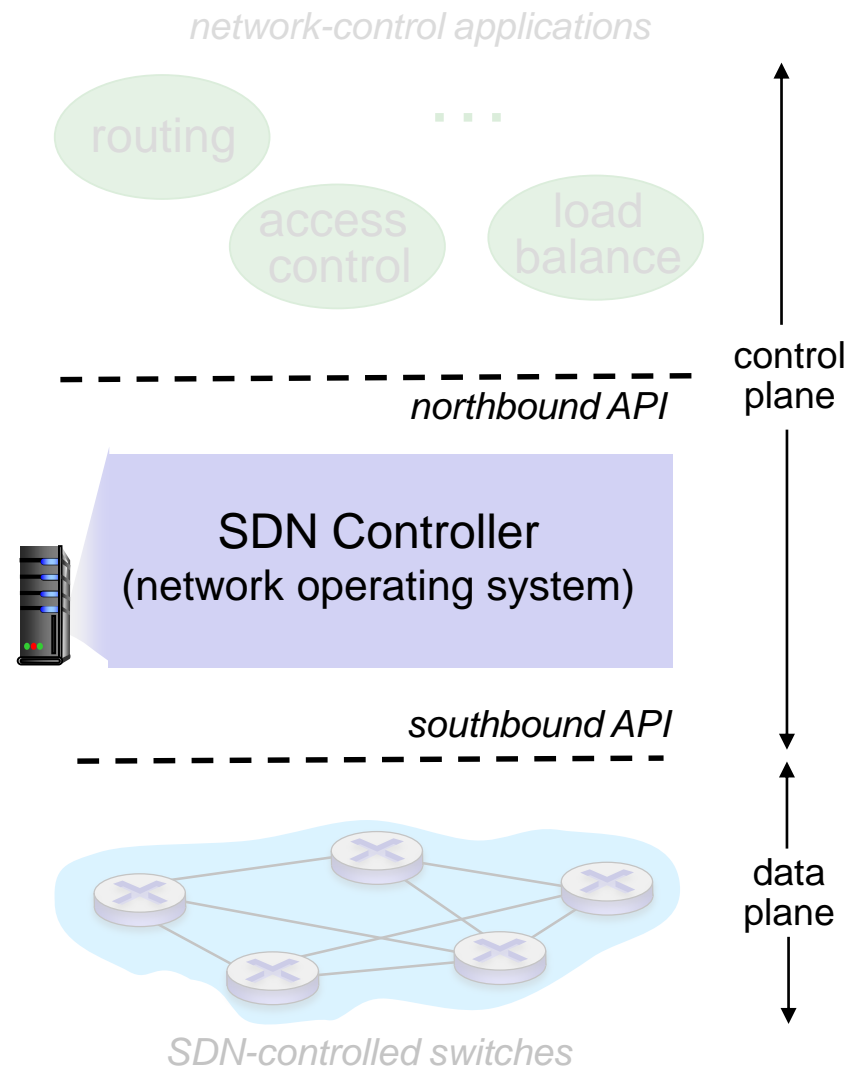 network-control applications
routing
...
access
control
load
balance
control
plane
northbound API
SDN Controller
(network operating system)
southbound API
data
plane
SDN-controlled switches